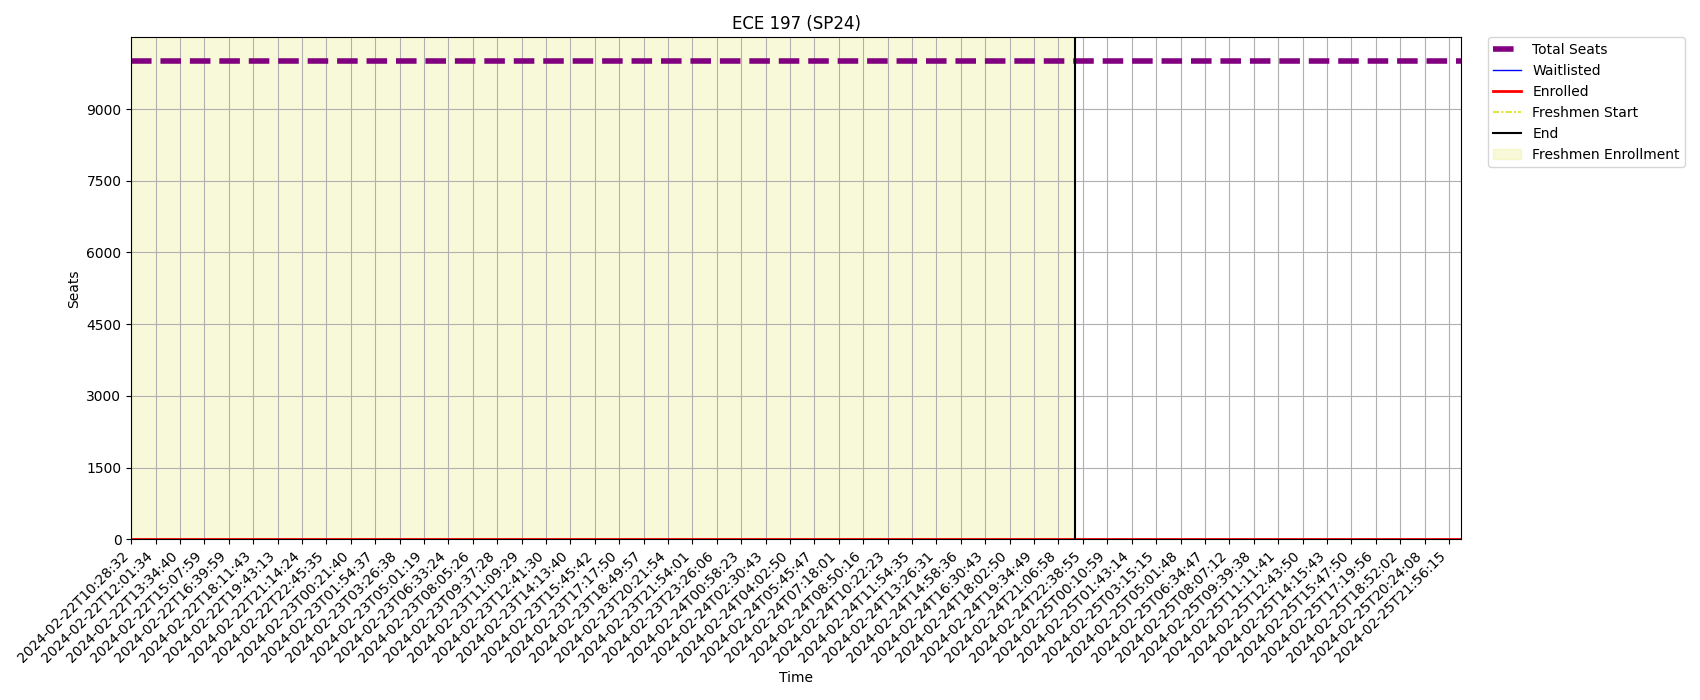 ECE 197 (SP24)
Total Seats
Waitlisted
Enrolled
Freshmen Start
End
Freshmen Enrollment
9000
7500
6000
4500
3000
1500
0
Seats
2024-02-22T10:28:32
2024-02-22T12:01:34
2024-02-22T13:34:40
2024-02-22T15:07:59
2024-02-22T16:39:59
2024-02-22T18:11:43
2024-02-22T19:43:13
2024-02-22T21:14:24
2024-02-22T22:45:35
2024-02-23T00:21:40
2024-02-23T01:54:37
2024-02-23T03:26:38
2024-02-23T05:01:19
2024-02-23T06:33:24
2024-02-23T08:05:26
2024-02-23T09:37:28
2024-02-23T11:09:29
2024-02-23T12:41:30
2024-02-23T14:13:40
2024-02-23T15:45:42
2024-02-23T17:17:50
2024-02-23T18:49:57
2024-02-23T20:21:54
2024-02-23T21:54:01
2024-02-23T23:26:06
2024-02-24T00:58:23
2024-02-24T02:30:43
2024-02-24T04:02:50
2024-02-24T05:45:47
2024-02-24T07:18:01
2024-02-24T08:50:16
2024-02-24T10:22:23
2024-02-24T11:54:35
2024-02-24T13:26:31
2024-02-24T14:58:36
2024-02-24T16:30:43
2024-02-24T18:02:50
2024-02-24T19:34:49
2024-02-24T21:06:58
2024-02-24T22:38:55
2024-02-25T00:10:59
2024-02-25T01:43:14
2024-02-25T03:15:15
2024-02-25T05:01:48
2024-02-25T06:34:47
2024-02-25T08:07:12
2024-02-25T09:39:38
2024-02-25T11:11:41
2024-02-25T12:43:50
2024-02-25T14:15:43
2024-02-25T15:47:50
2024-02-25T17:19:56
2024-02-25T18:52:02
2024-02-25T20:24:08
2024-02-25T21:56:15
Time